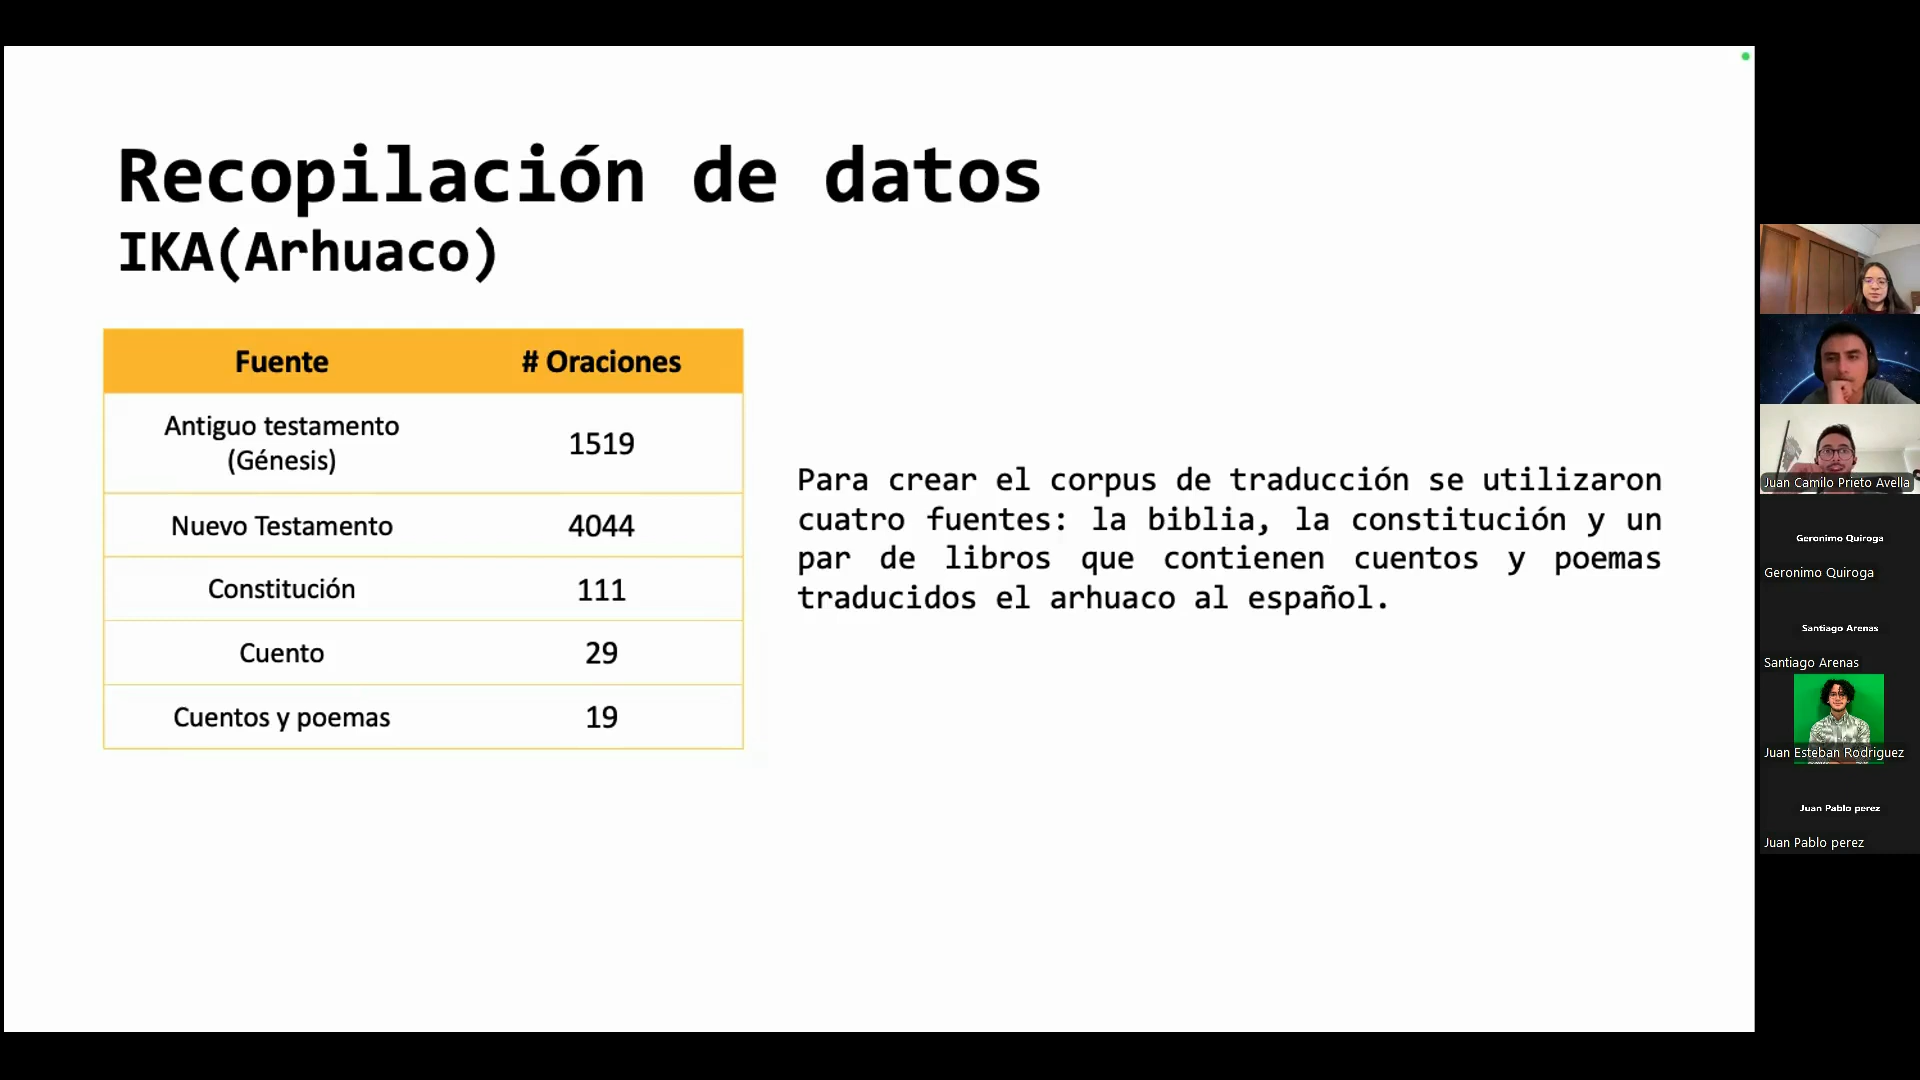 Recopilación de datos
IKA(Arhuaco)
Fuente # Oraciones
Antiguo testamento
(Génesis) 1519
Nuevo Testamento 4044
Constitución 111
Cuento 29
Cuentos y poemas 19
Para crear el corpus de traducción se utilizaron
cuatro fuentes: la biblia, la constitución y un
par de libros que contienen cuentos y poemas
traducidos el arhuaco al español.
Juan Camilo Prieto Avella
Geronimo Quiroga
Geronimo Quiroga
Santiago Arenas
Santiago Arenas
Juan Esteban Rodriguez
Juan Pablo perez
Juan Pablo perez